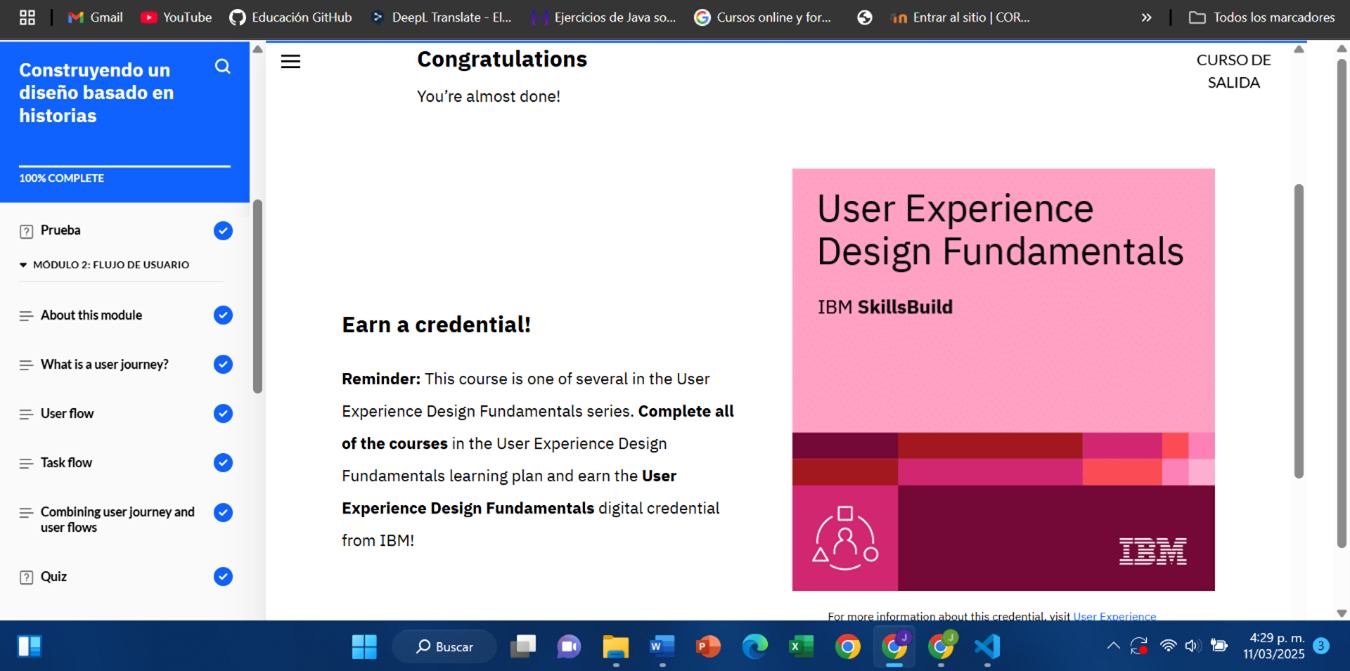 Gmail
YouTube
Educación GitHub
DeepL Translate - El...
Ejercicios de Java so...
Cursos online y for...
Entrar al sitio | COR...
»
Todos los marcadores
Construyendo un
diseño basado en
historias
100% COMPLETE
Prueba
MÓDULO 2: FLUJO DE USUARIO
About this module
What is a user journey?
User flow
Task flow
Combining user journey and
user flows
Quiz
Congratulations
You're almost done!
CURSO DE
SALIDA
Earn a credential!
Reminder: This course is one of several in the User
Experience Design Fundamentals series. Complete all
of the courses in the User Experience Design
Fundamentals learning plan and earn the User
Experience Design Fundamentals digital credential
from IBM!
User Experience
Design Fundamentals
IBM SkillsBuild
IBM
For more information about this credential, visit User Experience
Buscar
4:29 p. m.
11/03/2025
3